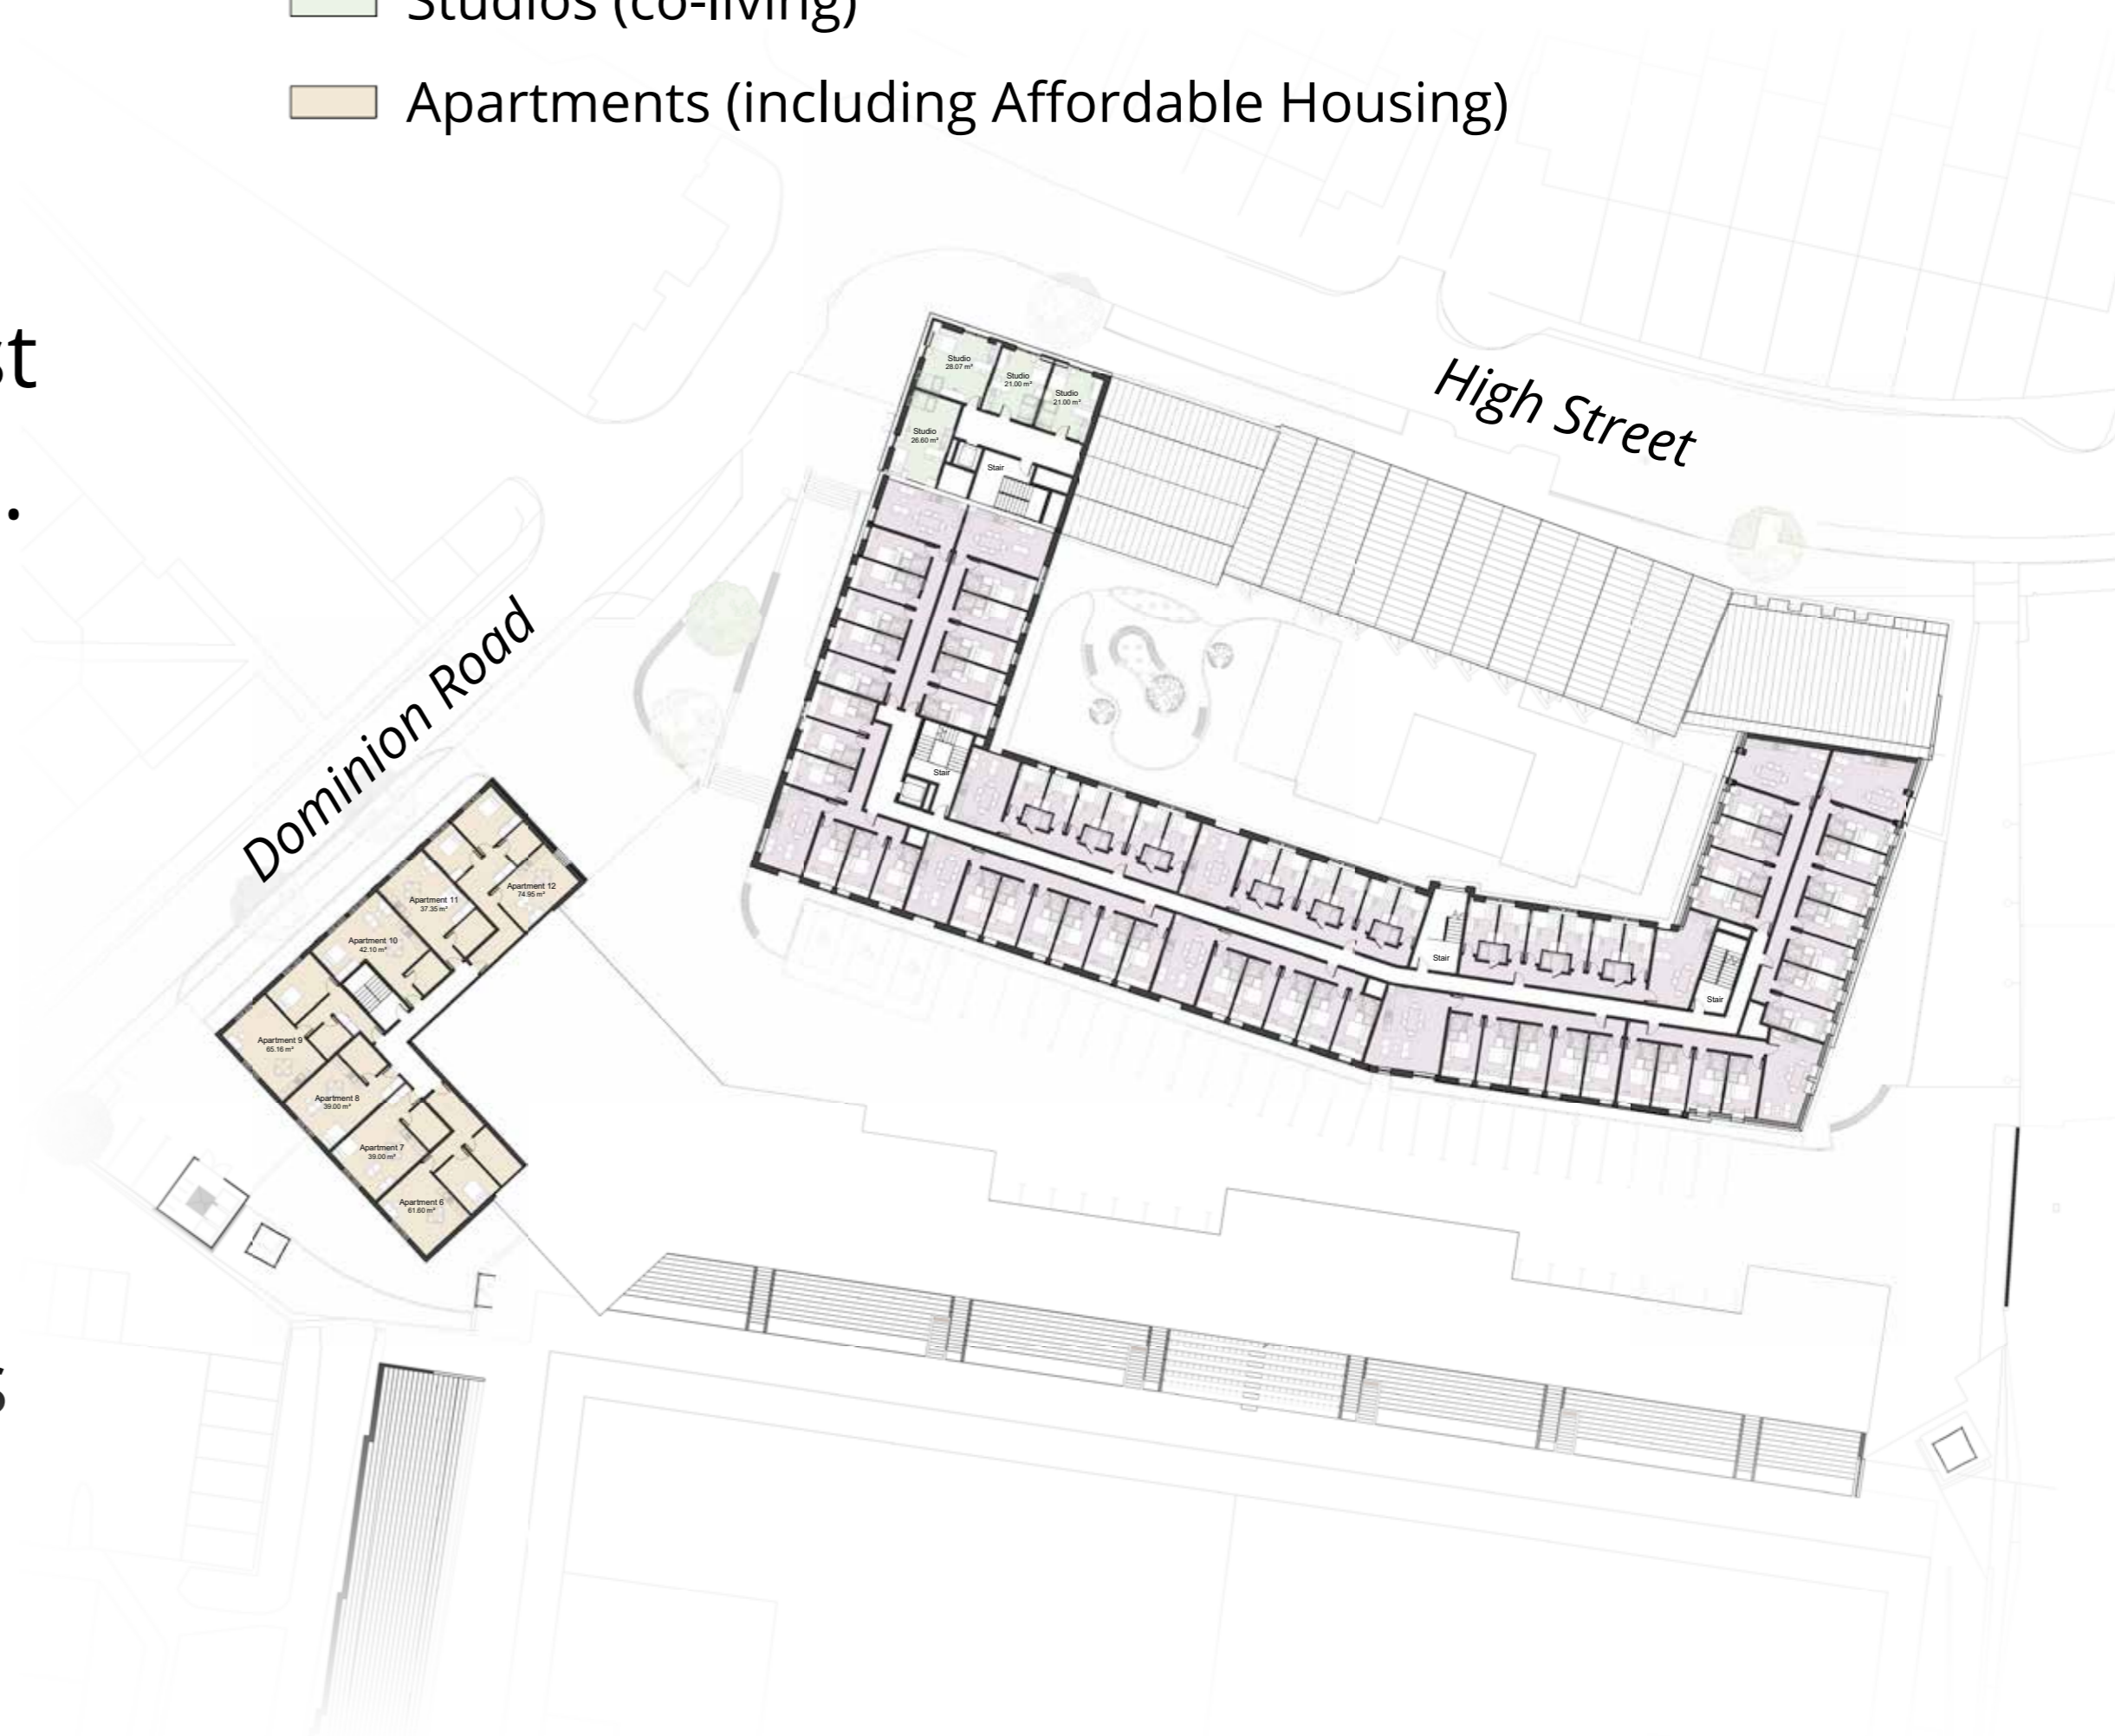 Studios (co-living)
Apartments (including Affordable Housing)
st
.
s
High Street
Dominion Road
Studio
28.07 m²
Studio
21.00 m²
Studio
21.00 m²
Studio
26.60 m²
Stair
Stair
Stair
Stair
Apartment 12
74.95 m²
Apartment 11
37.35 m²
Apartment 10
42.10 m²
Apartment 9
65.16 m²
Apartment 8
39.00 m²
Apartment 7
39.00 m²
Apartment 6
61.60 m²